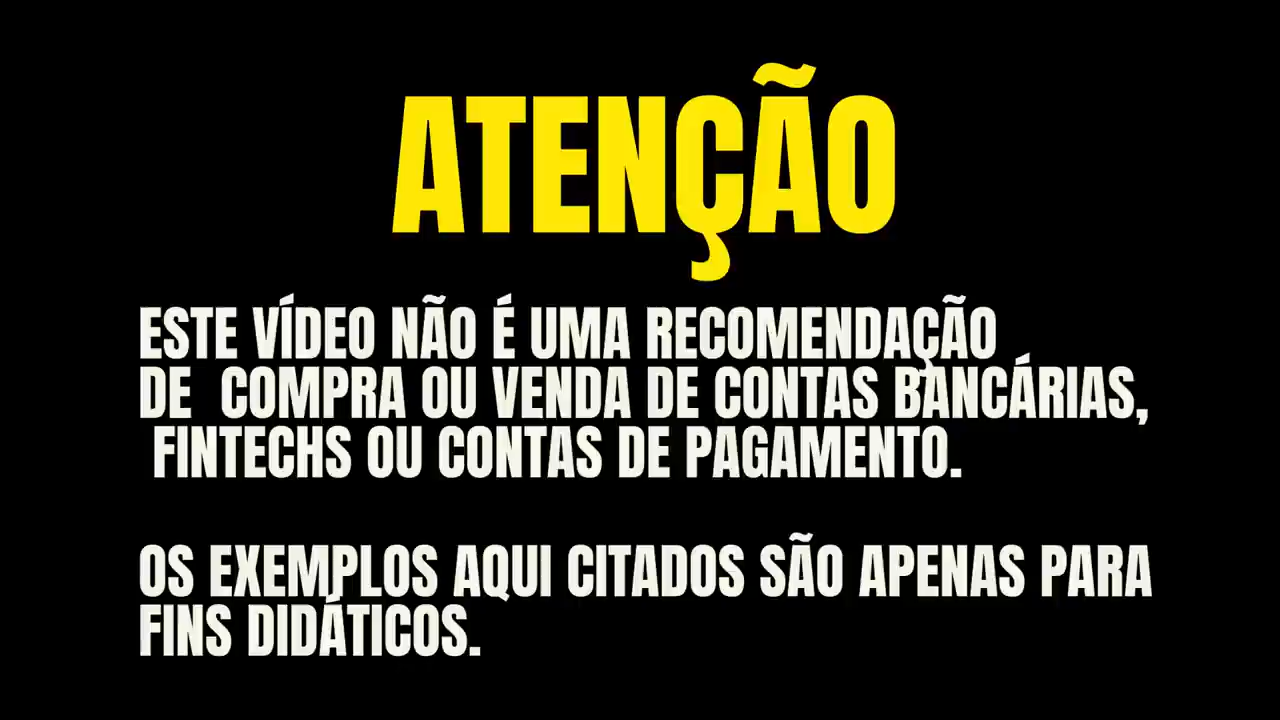 ATENÇÃO
ESTE VÍDEO NÃO É UMA RECOMENDAÇÃO
DE COMPRA OU VENDA DE CONTAS BANCÁRIAS,
FINTECHS OU CONTAS DE PAGAMENTO.
OS EXEMPLOS AQUI CITADOS SÃO APENAS PARA
FINS DIDÁTICOS.